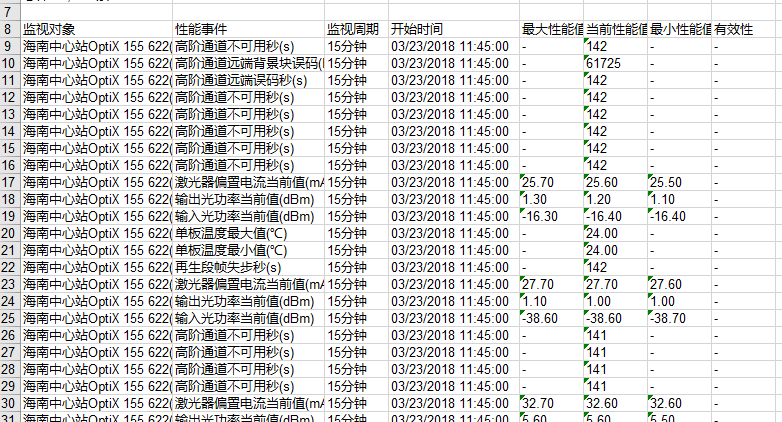 7
8 监视对象 性能事件 监视周期 开始时间 最大性能值 当前性能值 最小性能值 有效性
9 海南中心站OptiX 155 622( 高阶通道不可用秒(s) 15分钟 03/23/2018 11:45:00 - 142 - -
10 海南中心站OptiX 155 622( 高阶通道远端背景块误码( 15分钟 03/23/2018 11:45:00 - 61725 - -
11 海南中心站OptiX 155 622( 高阶通道远端误码秒(s) 15分钟 03/23/2018 11:45:00 - 142 - -
12 海南中心站OptiX 155 622( 高阶通道不可用秒(s) 15分钟 03/23/2018 11:45:00 - 142 - -
13 海南中心站OptiX 155 622( 高阶通道不可用秒(s) 15分钟 03/23/2018 11:45:00 - 142 - -
14 海南中心站OptiX 155 622( 高阶通道不可用秒(s) 15分钟 03/23/2018 11:45:00 - 142 - -
15 海南中心站OptiX 155 622( 高阶通道不可用秒(s) 15分钟 03/23/2018 11:45:00 - 142 - -
16 海南中心站OptiX 155 622( 高阶通道不可用秒(s) 15分钟 03/23/2018 11:45:00 - 142 - -
17 海南中心站OptiX 155 622( 激光器偏置电流当前值(mA 15分钟 03/23/2018 11:45:00 25.70 25.60 25.50 -
18 海南中心站OptiX 155 622( 输出光功率当前值(dBm) 15分钟 03/23/2018 11:45:00 1.30 1.20 1.10 -
19 海南中心站OptiX 155 622( 输入光功率当前值(dBm) 15分钟 03/23/2018 11:45:00 -16.30 -16.40 -16.40 -
20 海南中心站OptiX 155 622( 单板温度最大值(℃) 15分钟 03/23/2018 11:45:00 - 24.00 - -
21 海南中心站OptiX 155 622( 单板温度最小值(℃) 15分钟 03/23/2018 11:45:00 - 24.00 - -
22 海南中心站OptiX 155 622( 再生段帧失步秒(s) 15分钟 03/23/2018 11:45:00 - 142 - -
23 海南中心站OptiX 155 622( 激光器偏置电流当前值(mA 15分钟 03/23/2018 11:45:00 27.70 27.70 27.60 -
24 海南中心站OptiX 155 622( 输出光功率当前值(dBm) 15分钟 03/23/2018 11:45:00 1.10 1.00 1.00 -
25 海南中心站OptiX 155 622( 输入光功率当前值(dBm) 15分钟 03/23/2018 11:45:00 -38.60 -38.60 -38.70 -
26 海南中心站OptiX 155 622( 高阶通道不可用秒(s) 15分钟 03/23/2018 11:45:00 - 141 - -
27 海南中心站OptiX 155 622( 高阶通道不可用秒(s) 15分钟 03/23/2018 11:45:00 - 141 - -
28 海南中心站OptiX 155 622( 高阶通道不可用秒(s) 15分钟 03/23/2018 11:45:00 - 141 - -
29 海南中心站OptiX 155 622( 高阶通道不可用秒(s) 15分钟 03/23/2018 11:45:00 - 141 - -
30 海南中心站OptiX 155 622( 激光器偏置电流当前值(mA 15分钟 03/23/2018 11:45:00 32.70 32.60 32.60 -
31 海南中心站OptiX 155 622( 输出光功率当前值(dBm) 15分钟 03/23/2018 11:45:00 5.60 5.60 5.50 -